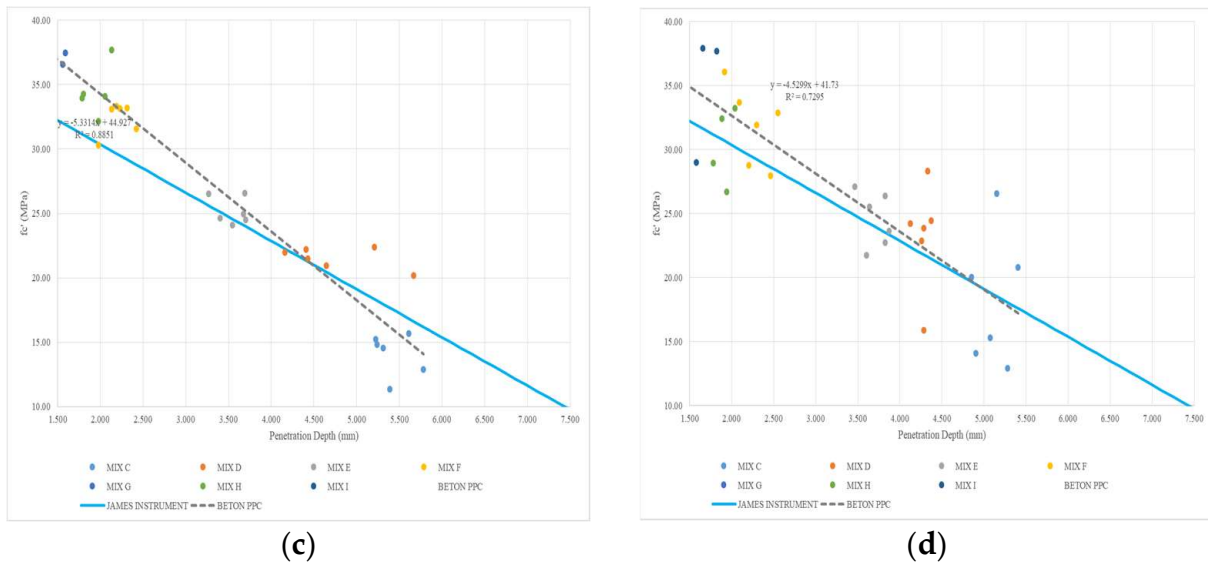 40.00
35.00
30.00
25.00
20.00
15.00
10.00
fc' (MPa)
y = -5.3314x + 44.927
R² = 0.8851
1.500 2.000 2.500 3.000 3.500 4.000 4.500 5.000 5.500 6.000 6.500 7.000 7.500
Penetration Depth (mm)
MIX C MIX D MIX E MIX F
MIX G MIX H MIX I BETON PPC
JAMES INSTRUMENT BETON PPC
(c)
40.00
35.00
30.00
25.00
20.00
15.00
10.00
fc' (MPa)
y = -4.5299x + 41.73
R² = 0.7295
1.500 2.000 2.500 3.000 3.500 4.000 4.500 5.000 5.500 6.000 6.500 7.000 7.500
Penetration Depth (mm)
MIX C MIX D MIX E MIX F
MIX G MIX H MIX I BETON PPC
JAMES INSTRUMENT BETON PPC
(d)